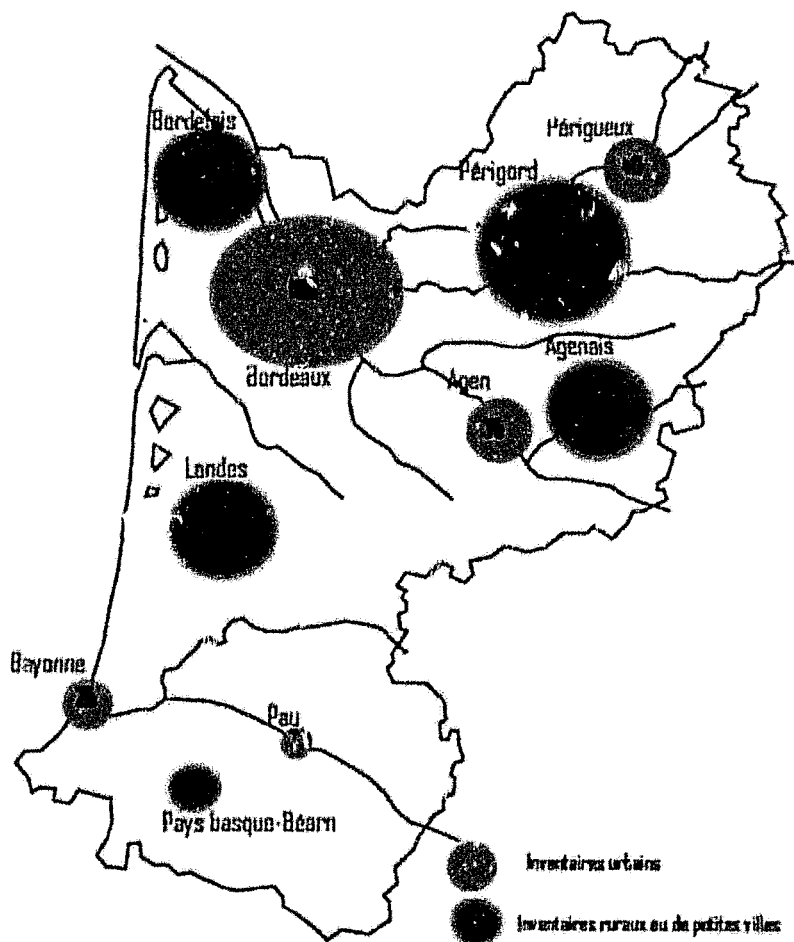 Bordelais
Périgueux
Périgord
Bordeaux
Agenais
Agen
Landes
Bayonne
Pau
Pays basque-Béarn
Inventaires urbains
Inventaires ruraux ou de petites villes